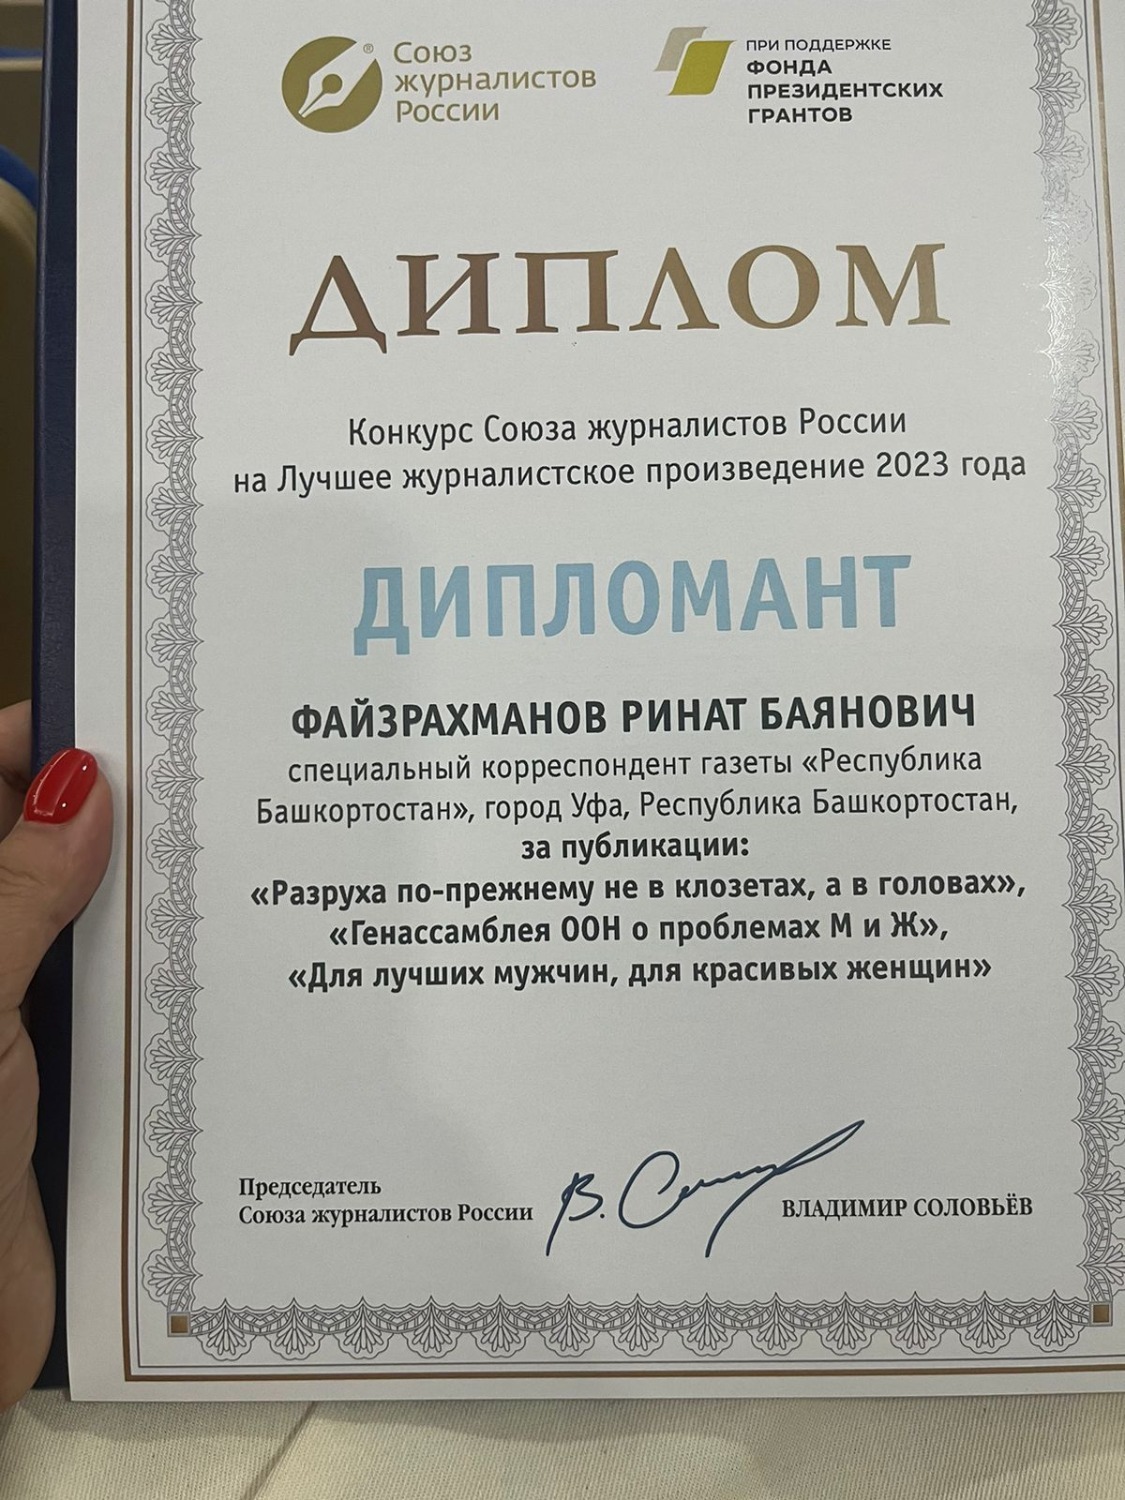 Союз
журналистов
России
®
ПРИ ПОДДЕРЖКЕ
ФОНДА
ПРЕЗИДЕНТСКИХ
ГРАНТОВ
ДИПЛОМ
Конкурс Союза журналистов России
на Лучшее журналистское произведение 2023 года
ДИПЛОМАНТ
ФАЙЗРАХМАНОВ РИНАТ БАЯНОВИЧ
специальный корреспондент газеты «Республика
Башкортостан», город Уфа, Республика Башкортостан,
за публикации:
«Разруха по-прежнему не в клозетах, а в головах»,
«Генассамблея ООН о проблемах М и Ж»,
«Для лучших мужчин, для красивых женщин»
Председатель
Союза журналистов России
ВЛАДИМИР СОЛОВЬЁВ